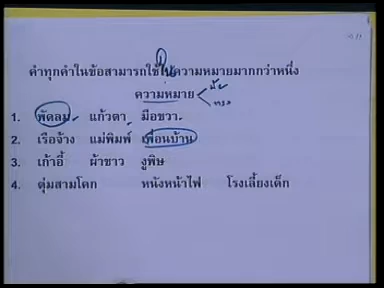 คำทุกคำในข้อสามารถใช้ในความหมายมากกว่าหนึ่ง
ความหมาย
1. พัดลม แก้วตา มือขวา
2. เรือจ้าง แม่พิมพ์ เพื่อนบ้าน
3. เก้าอี้ ผ้าขาว งูพิษ
4. ตุ่มสามโคก หนังหน้าไฟ โรงเลี้ยงเด็ก